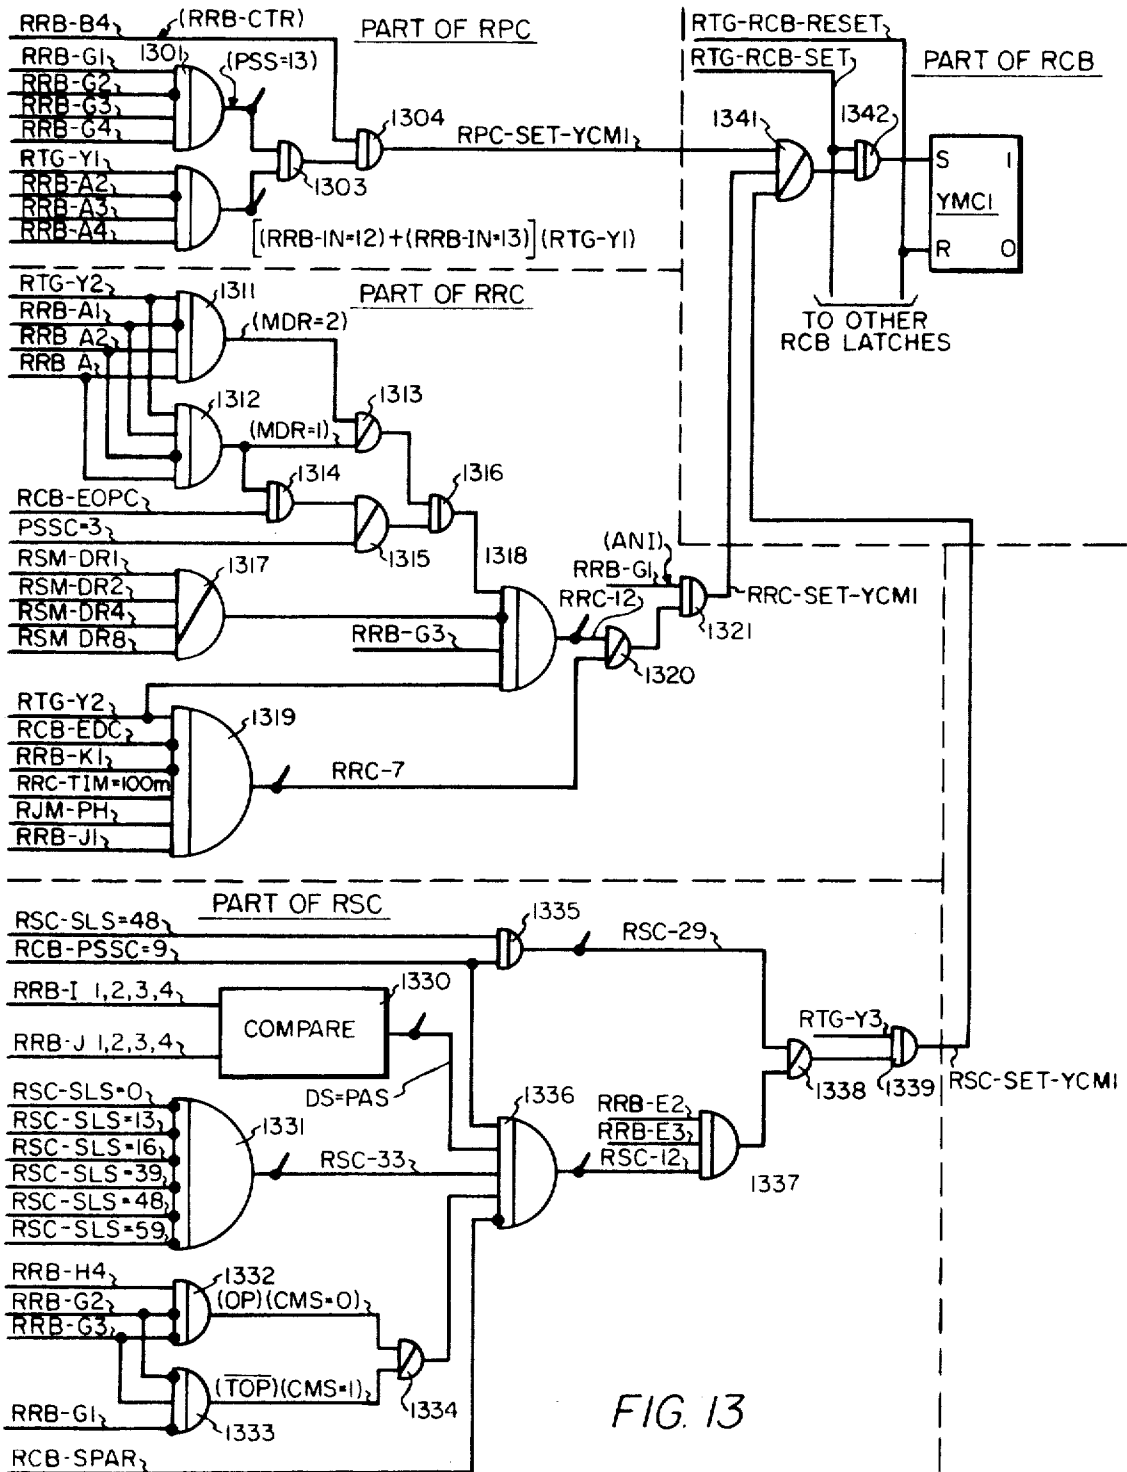 RRB-B4
(RRB-CTR)
PART OF RPC
RTG-RCB-RESET
RTG-RCB-SET
PART OF RCB
1301
RRB-G1
(PSS=13)
RRB-G2
RRB-G3
RRB-G4
1304
RPC-SET-YCM1
1341
1342
S 1
YMC1
R 0
RTG-Y1
RRB-A2
RRB-A3
RRB-A4
1303
[(RRB-IN=12)+(RRB-IN=13)](RTG-Y1)
TO OTHER
RCB LATCHES
PART OF RRC
RTG-Y2
1311
RRB-A1
(MDR=2)
RRB A2
RRB A
1312
1313
(MDR=1)
1314
1316
RCB-EOPC
PSSC=3
1315
RSM-DR1
1317
1318
RSM-DR2
RSM-DR4
RSM DR8
(ANI)
RRB-G1
RRC-12
1321
RRC-SET-YCM1
RRB-G3
1320
RTG-Y2
1319
RCB-EDC
RRB-K1
RRC-TIM=100m
RRC-7
RJM-PH
RRB-J1
PART OF RSC
RSC-SLS=48
1335
RSC-29
RCB-PSSC=9
RRB-I 1,2,3,4
1330
COMPARE
RRB-J 1,2,3,4
RTG-Y3
1338
1339
RSC-SET-YCM1
DS=PAS
1336
RSC-SLS=0
RSC-SLS=13
1331
RSC-SLS=16
RSC-33
RSC-SLS=39
RSC-SLS=48
RSC-SLS=59
RRB-E2
RRB-E3
RSC-12
1337
RRB-H4
1332
RRB-G2
(OP)(CMS=0)
RRB-G3
1334
(T̅O̅P̅)(CMS=1)
RRB-G1
1333
RCB-SPAR
FIG. 13